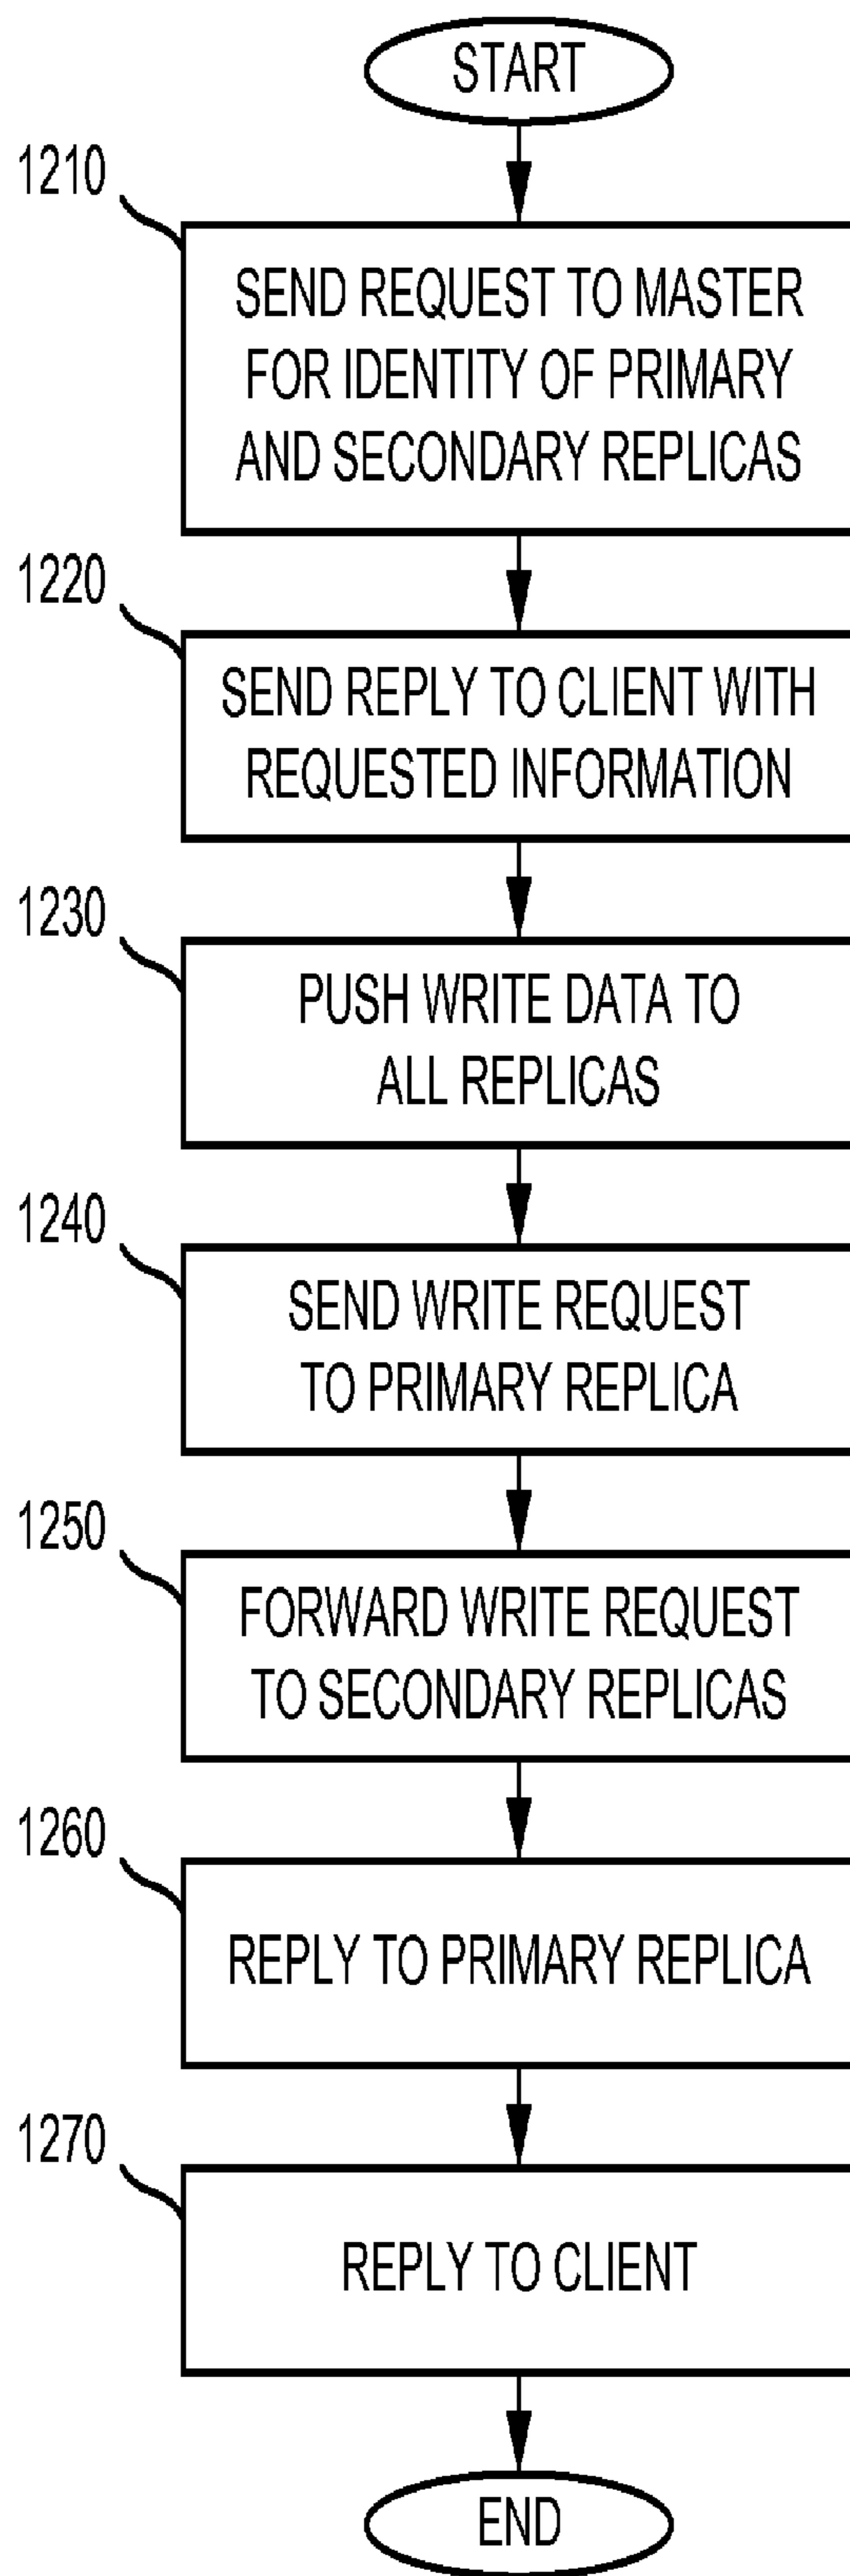 START
1210
SEND REQUEST TO MASTER
FOR IDENTITY OF PRIMARY
AND SECONDARY REPLICAS
1220
SEND REPLY TO CLIENT WITH
REQUESTED INFORMATION
1230
PUSH WRITE DATA TO
ALL REPLICAS
1240
SEND WRITE REQUEST
TO PRIMARY REPLICA
1250
FORWARD WRITE REQUEST
TO SECONDARY REPLICAS
1260
REPLY TO PRIMARY REPLICA
1270
REPLY TO CLIENT
END